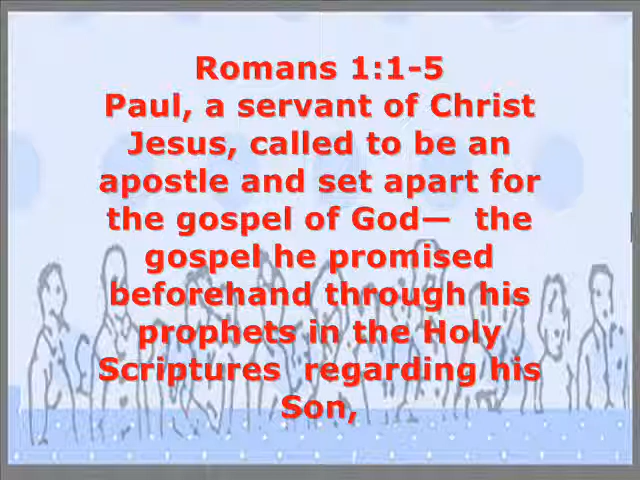 Romans 1:1-5
Paul, a servant of Christ
Jesus, called to be an
apostle and set apart for
the gospel of God—  the
gospel he promised
beforehand through his
prophets in the Holy
Scriptures  regarding his
Son,